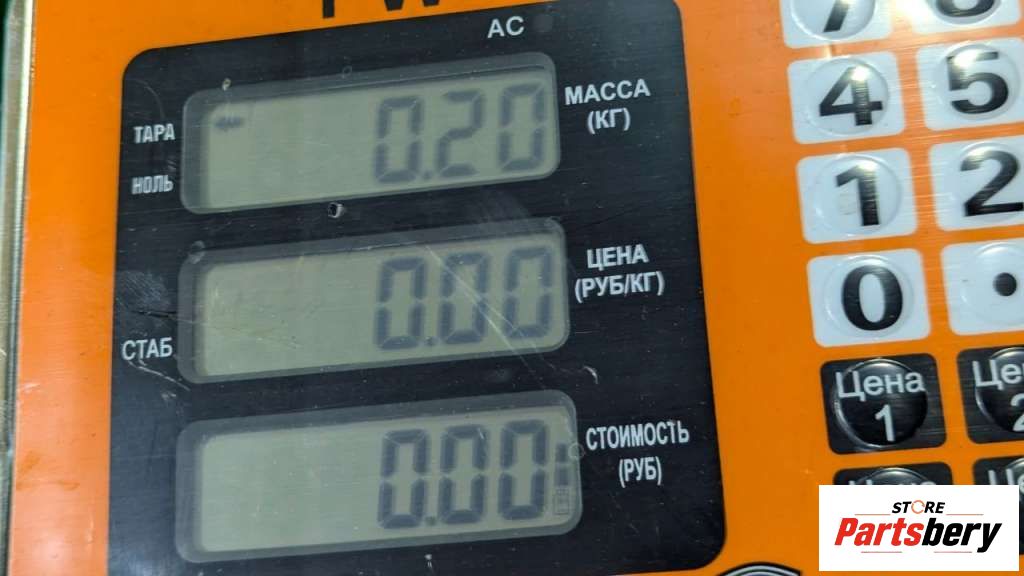 AC
0.20
МАССА
(КГ)
ТАРА
НОЛЬ
0.00
ЦЕНА
(РУБ/КГ)
СТАБ
0.00
СТОИМОСТЬ
(РУБ)
7
4 5
1 2
0 .
Цена
1
STORE
Partsbery